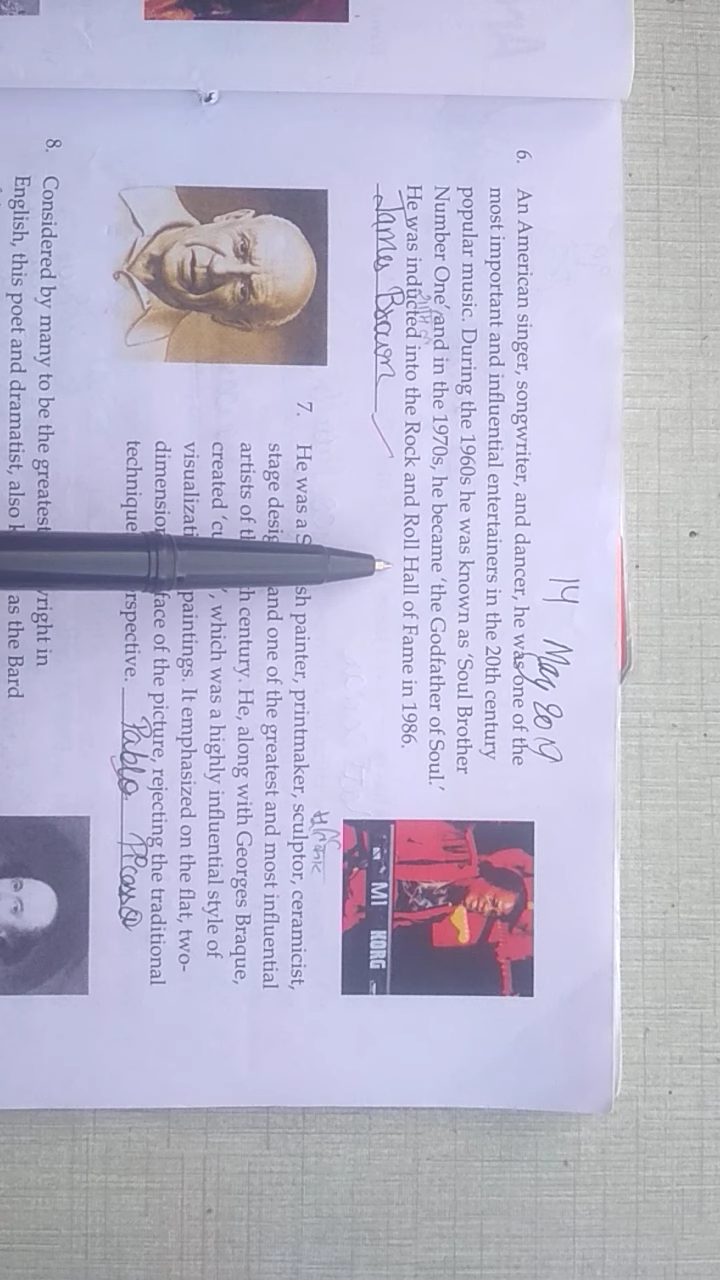 14 May 2019
6. An American singer, songwriter, and dancer, he was one of the
most important and influential entertainers in the 20th century
popular music. During the 1960s he was known as ‘Soul Brother
Number One’ and in the 1970s, he became ‘the Godfather of Soul.’
He was inducted into the Rock and Roll Hall of Fame in 1986.
James Brown
MI KORG
7. He was a sh painter, printmaker, sculptor, ceramicist,
stage desig and one of the greatest and most influential
artists of th h century. He, along with Georges Braque,
created ‘cu ’, which was a highly influential style of
visualizati paintings. It emphasized on the flat, two-
dimension face of the picture, rejecting the traditional
technique rspective. Pablo Picasso
8. Considered by many to be the greatest wright in
English, this poet and dramatist, also as the Bard